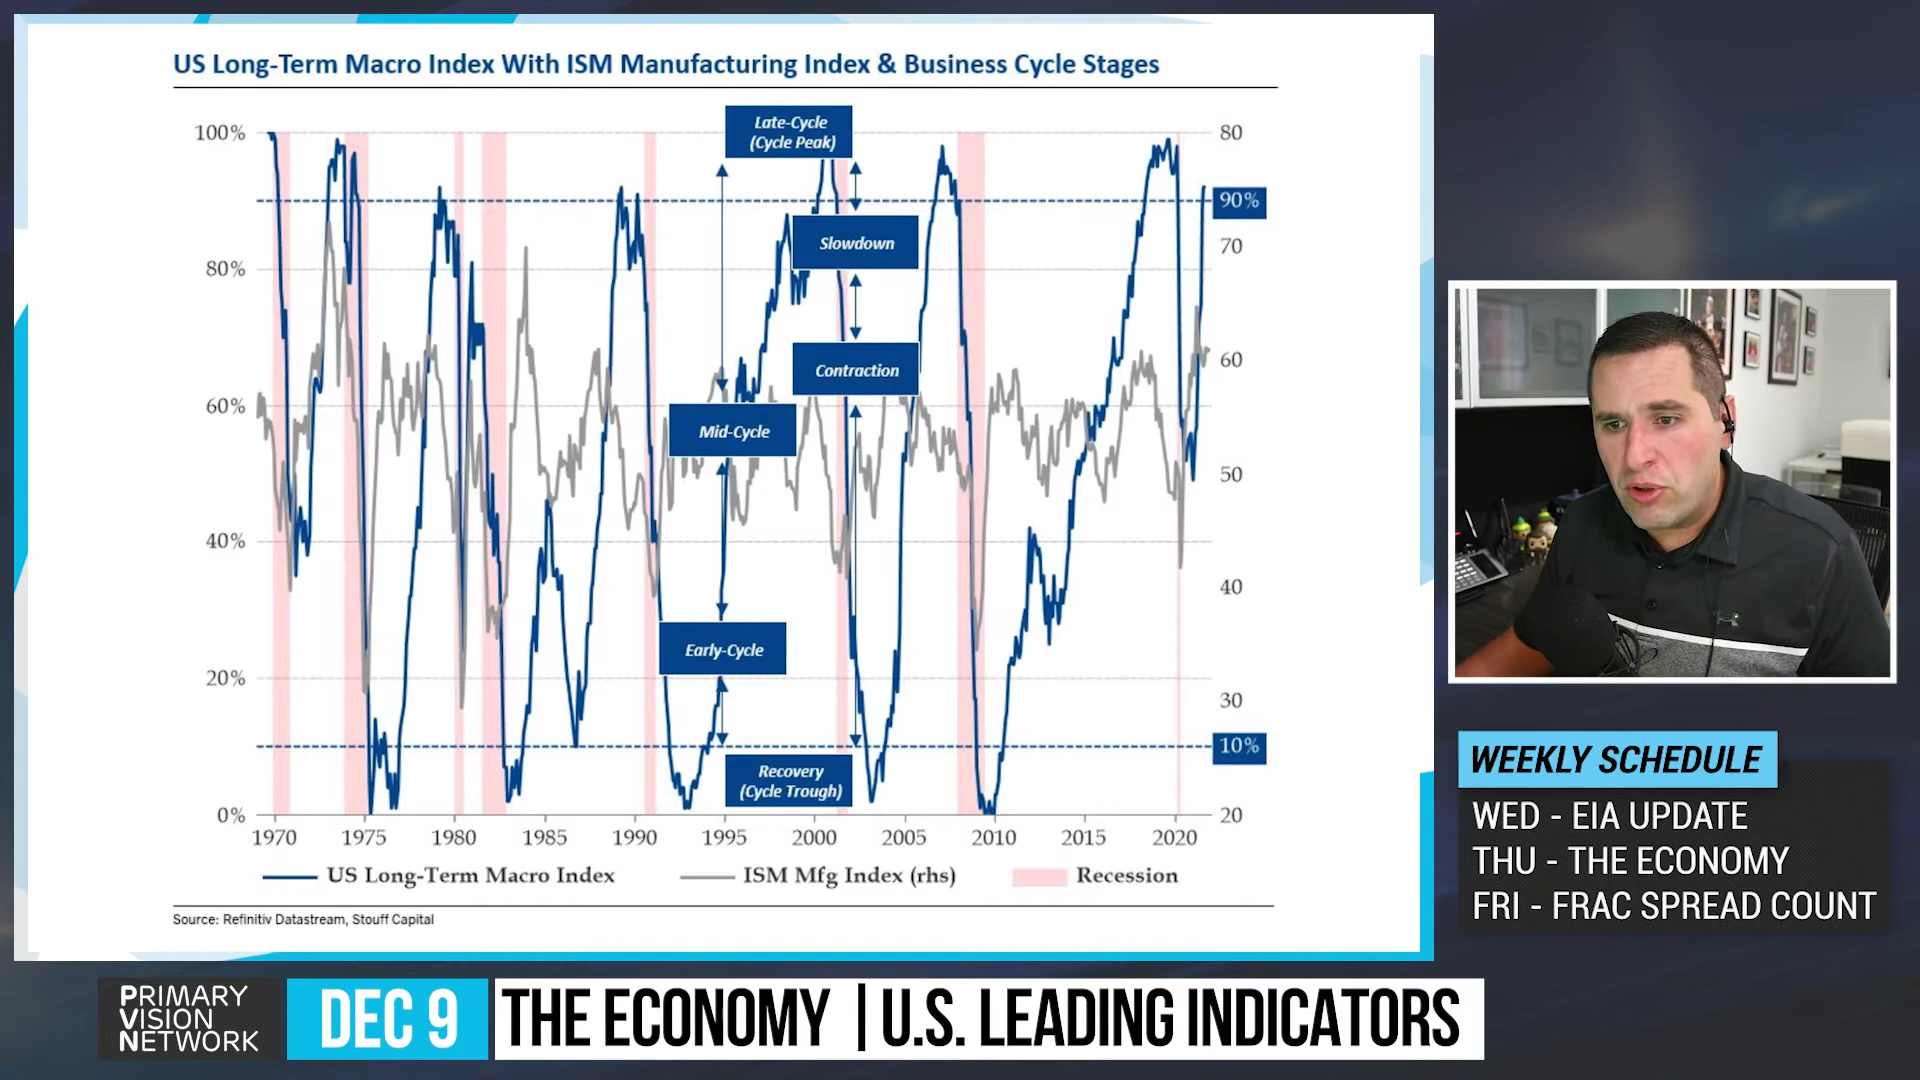 US Long-Term Macro Index With ISM Manufacturing Index & Business Cycle Stages
Late-Cycle
(Cycle Peak)
100%
80
90%
Slowdown
70
80%
60
Contraction
60%
Mid-Cycle
50
40%
40
Early-Cycle
20%
30
10%
Recovery
(Cycle Trough)
0%
20
1970 1975 1980 1985 1990 1995 2000 2005 2010 2015 2020
US Long-Term Macro Index ISM Mfg Index (rhs) Recession
Source: Refinitiv Datastream, Stouff Capital
WEEKLY SCHEDULE
WED - EIA UPDATE
THU - THE ECONOMY
FRI - FRAC SPREAD COUNT
PRIMARY
VISION
NETWORK
DEC 9
THE ECONOMY | U.S. LEADING INDICATORS